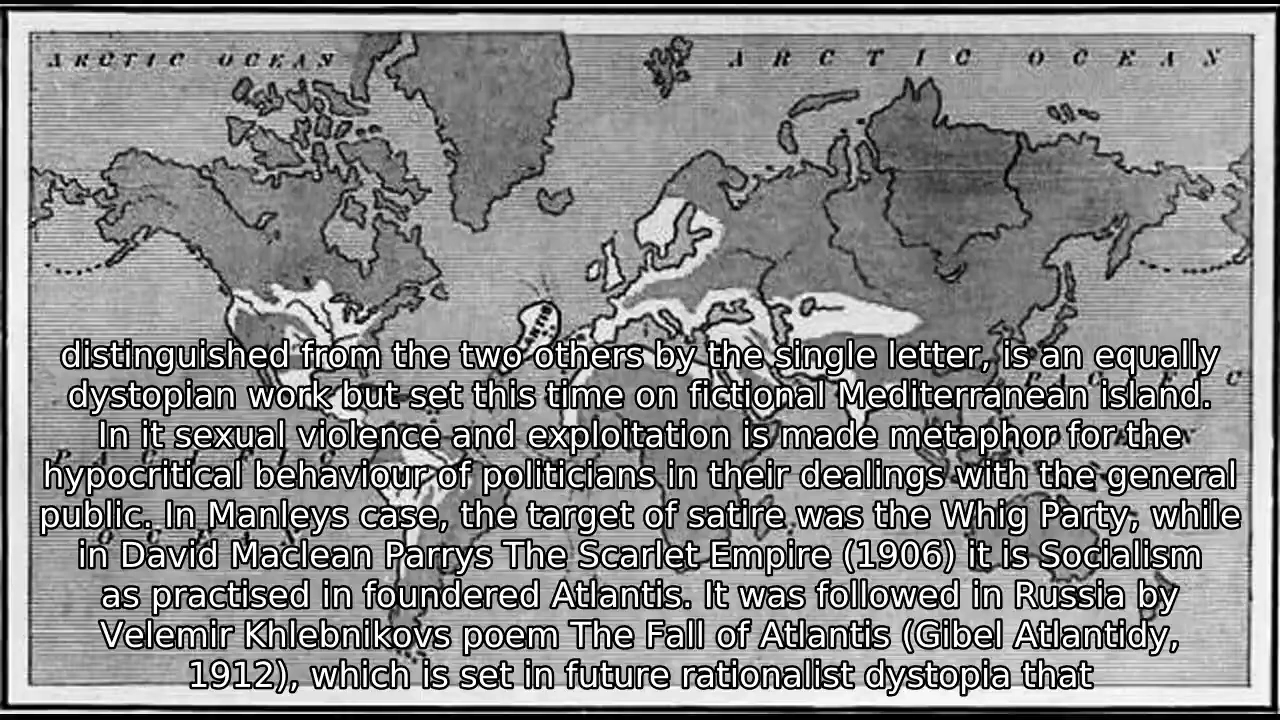 ARCTIC OCEAN
ARCTIC OCEAN
distinguished from the two others by the single letter, is an equally
dystopian work but set this time on fictional Mediterranean island.
In it sexual violence and exploitation is made metaphor for the
hypocritical behaviour of politicians in their dealings with the general
public. In Manleys case, the target of satire was the Whig Party, while
in David Maclean Parrys The Scarlet Empire (1906) it is Socialism
as practised in foundered Atlantis. It was followed in Russia by
Velemir Khlebnikovs poem The Fall of Atlantis (Gibel Atlantidy,
1912), which is set in future rationalist dystopia that